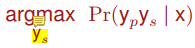 argmax Pr(y_p y_s | x)
y_s